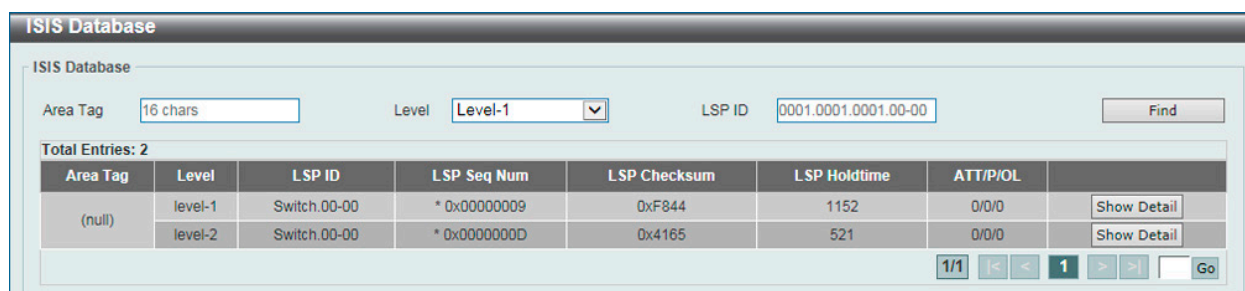 ISIS Database
ISIS Database
Area Tag 16 chars Level Level-1 LSP ID 0001.0001.0001.00-00 Find
Total Entries: 2
Area Tag Level LSP ID LSP Seq Num LSP Checksum LSP Holdtime ATT/P/OL
(null) level-1 Switch.00-00 * 0x00000009 0xF844 1152 0/0/0 Show Detail
level-2 Switch.00-00 * 0x0000000D 0x4165 521 0/0/0 Show Detail
1/1 |< < 1 > >| Go